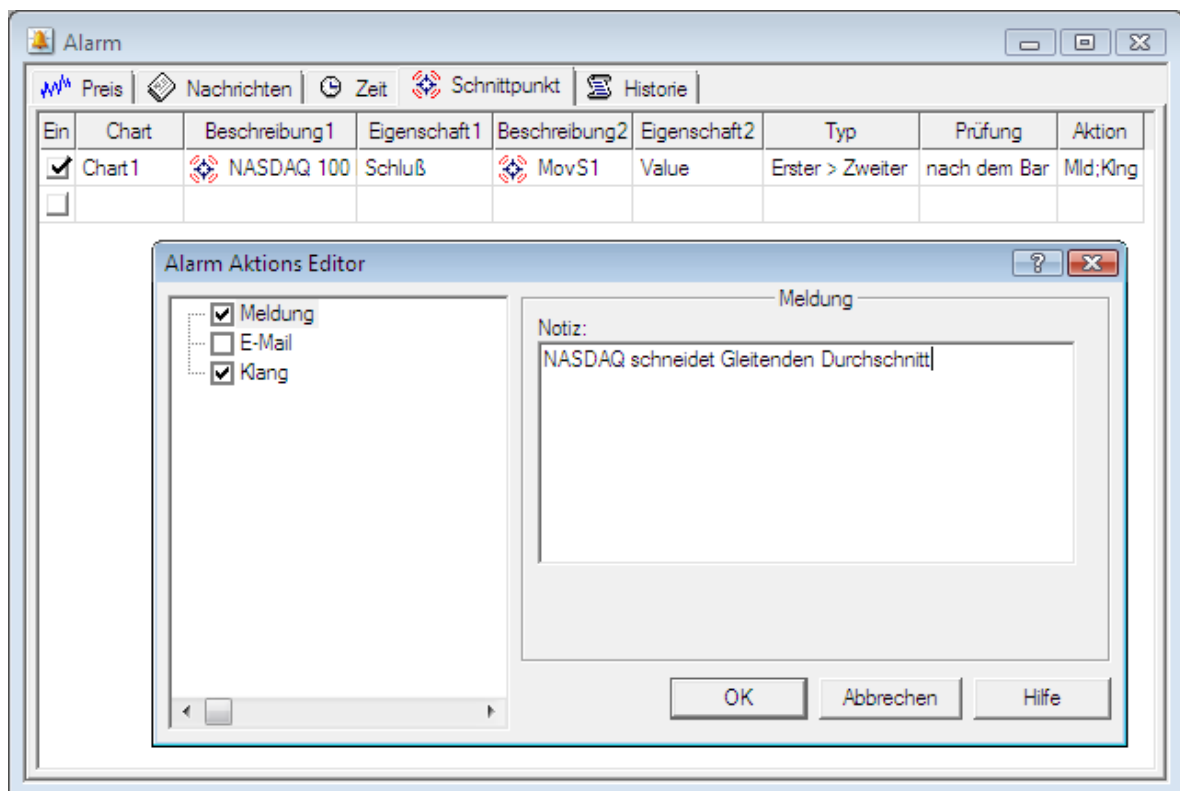 Alarm
Preis Nachrichten Zeit Schnittpunkt Historie
Ein Chart Beschreibung1 Eigenschaft1 Beschreibung2 Eigenschaft2 Typ Prüfung Aktion
Chart1 NASDAQ 100 Schluß MovS1 Value Erster > Zweiter nach dem Bar Mld;Klng
Alarm Aktions Editor
Meldung
E-Mail
Klang
Meldung
Notiz:
NASDAQ schneidet Gleitenden Durchschnitt
OK Abbrechen Hilfe